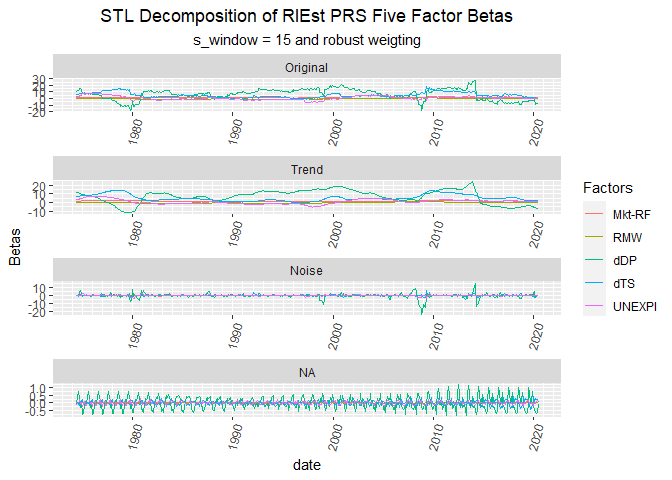 STL Decomposition of RlEst PRS Five Factor Betas
s_window = 15 and robust weigting
Original
30
20
10
0
-10
-20
1980
1990
2000
2010
2020
Trend
20
10
0
-10
1980
1990
2000
2010
2020
Noise
10
0
-10
-20
1980
1990
2000
2010
2020
NA
1.0
0.5
0.0
-0.5
1980
1990
2000
2010
2020
Betas
date
Factors
Mkt-RF
RMW
dDP
dTS
UNEXPI